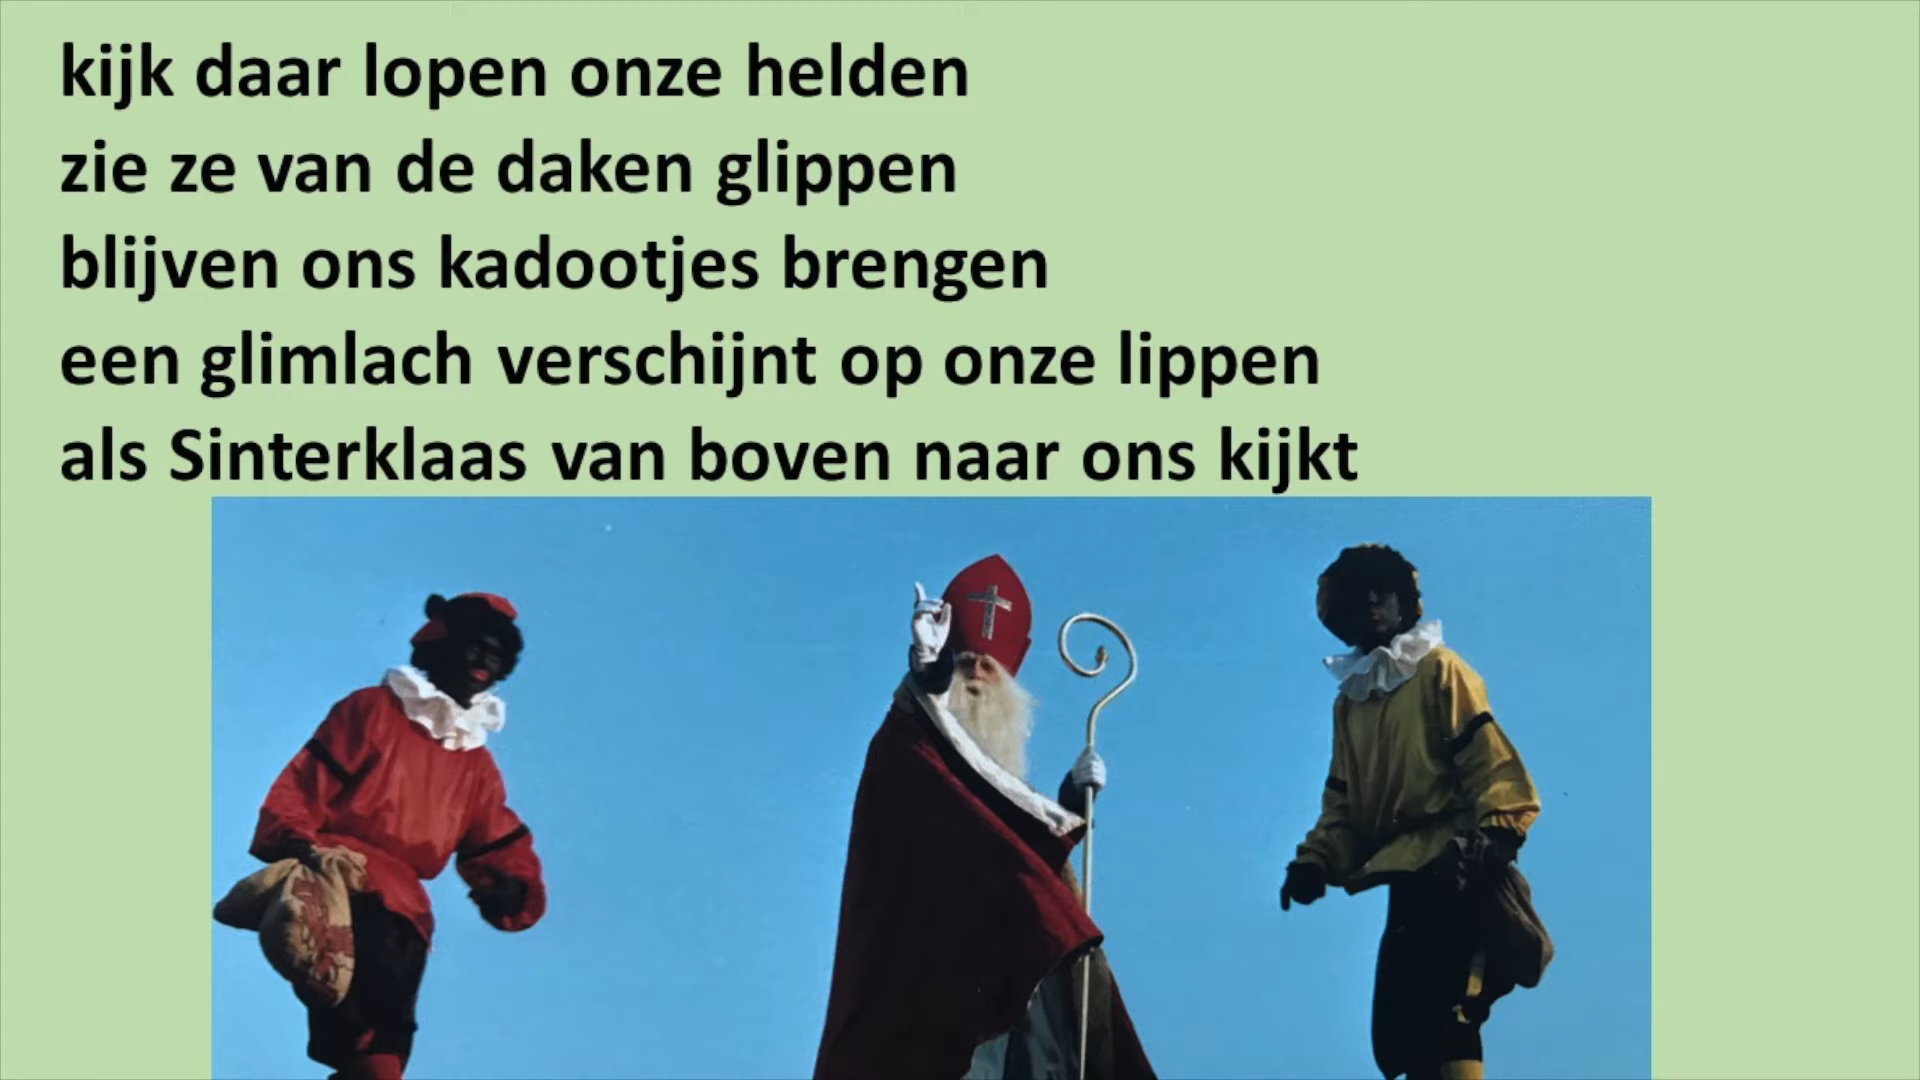 kijk daar lopen onze helden
zie ze van de daken glippen
blijven ons kadootjes brengen
een glimlach verschijnt op onze lippen
als Sinterklaas van boven naar ons kijkt